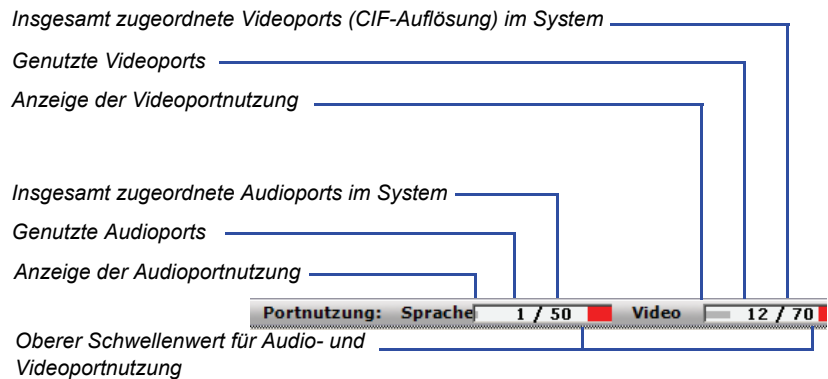 Insgesamt zugeordnete Videoports (CIF-Auflösung) im System
Genutzte Videoports
Anzeige der Videoportnutzung
Insgesamt zugeordnete Audioports im System
Genutzte Audioports
Anzeige der Audioportnutzung
Portnutzung: Sprache 1 / 50 Video 12 / 70
Oberer Schwellenwert für Audio- und
Videoportnutzung